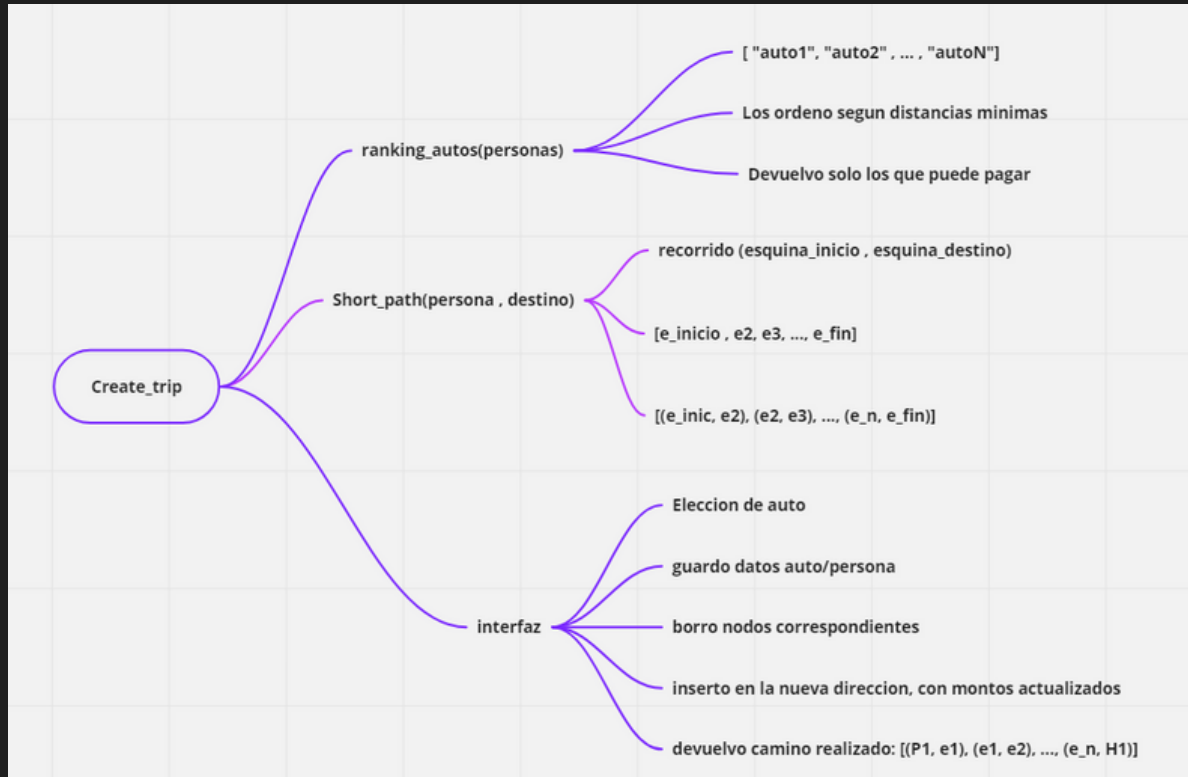 [ "auto1", "auto2" , ... , "autoN"]
Los ordeno segun distancias minimas
ranking_autos(personas)
Devuelvo solo los que puede pagar
recorrido (esquina_inicio , esquina_destino)
Short_path(persona , destino)
[e_inicio , e2, e3, ..., e_fin]
Create_trip
[(e_inic, e2), (e2, e3), ..., (e_n, e_fin)]
Eleccion de auto
guardo datos auto/persona
interfaz
borro nodos correspondientes
inserto en la nueva direccion, con montos actualizados
devuelvo camino realizado: [(P1, e1), (e1, e2), ..., (e_n, H1)]